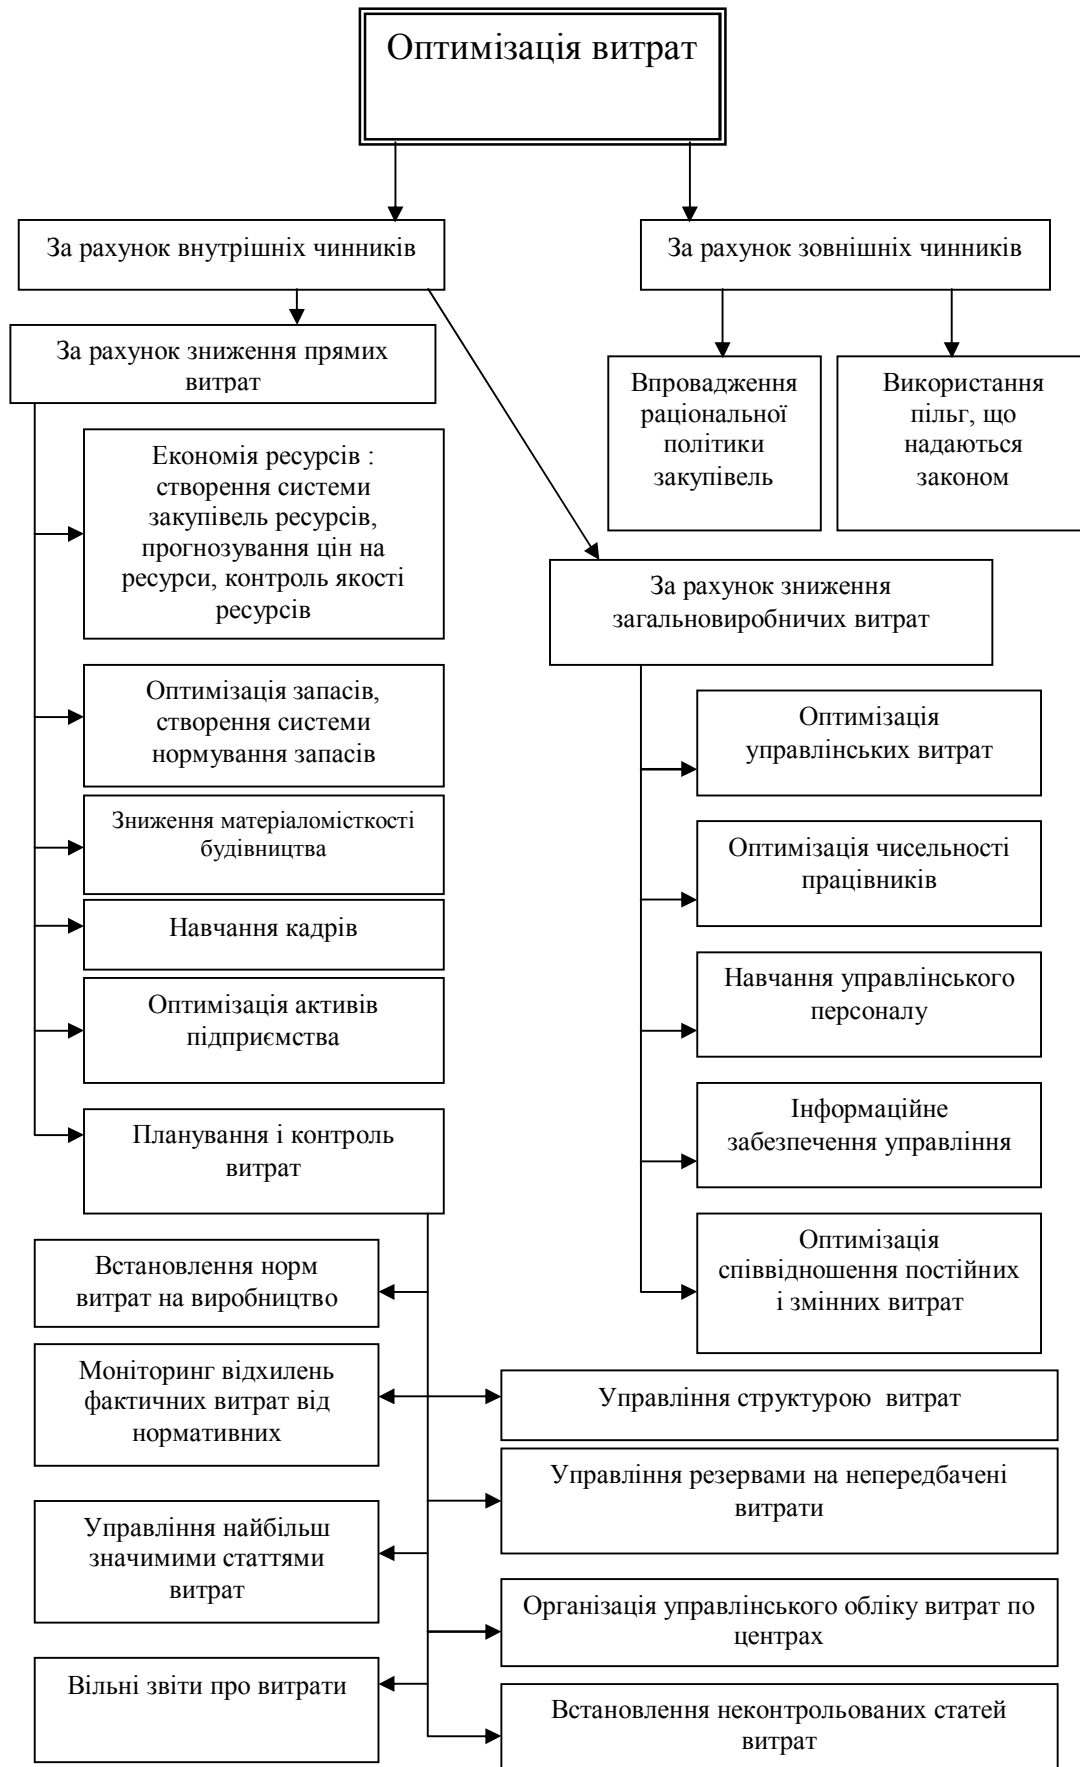 Оптимізація витрат
За рахунок внутрішніх чинників
За рахунок зовнішніх чинників
За рахунок зниження прямих
витрат
Впровадження
раціональної
політики
закупівель
Використання
пільг, що
надаються
законом
Економія ресурсів :
створення системи
закупівель ресурсів,
прогнозування цін на
ресурси, контроль якості
ресурсів
За рахунок зниження
загальновиробничих витрат
Оптимізація запасів,
створення системи
нормування запасів
Зниження матеріаломісткості
будівництва
Навчання кадрів
Оптимізація активів
підприємства
Планування і контроль
витрат
Оптимізація
управлінських витрат
Оптимізація чисельності
працівників
Навчання управлінського
персоналу
Інформаційне
забезпечення управління
Оптимізація
співвідношення постійних
і змінних витрат
Встановлення норм
витрат на виробництво
Моніторинг відхилень
фактичних витрат від
нормативних
Управління найбільш
значимими статтями
витрат
Вільні звіти про витрати
Управління структурою  витрат
Управління резервами на непередбачені
витрати
Організація управлінського обліку витрат по
центрах
Встановлення неконтрольованих статей
витрат